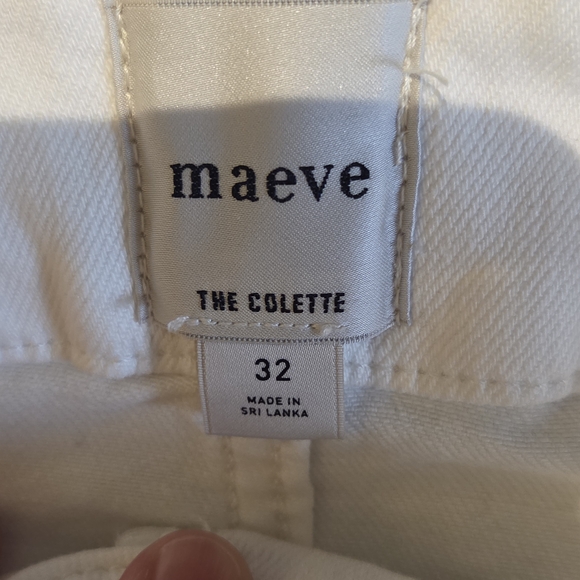 maeve
THE COLETTE
32
MADE IN
SRI LANKA